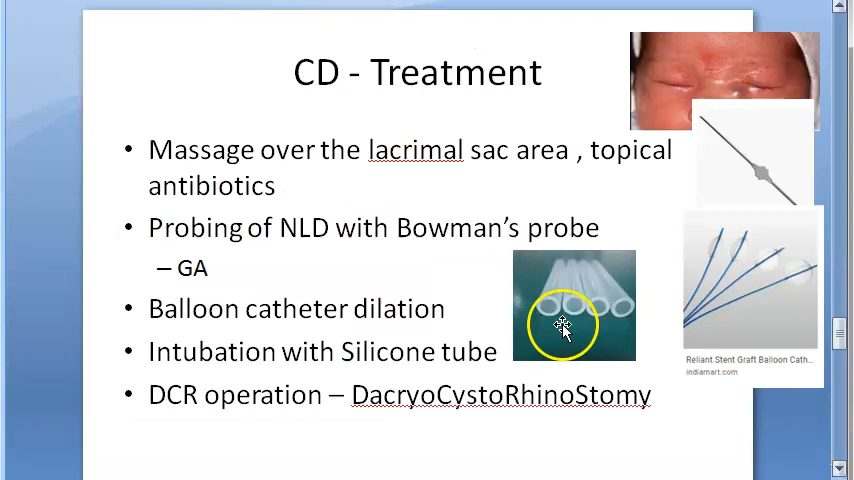 CD - Treatment
• Massage over the lacrimal sac area , topical
antibiotics
• Probing of NLD with Bowman's probe
– GA
• Balloon catheter dilation
• Intubation with Silicone tube
• DCR operation – DacryoCystoRhinoStomy
Reliant Stent Graft Balloon Cath...
indiamart.com